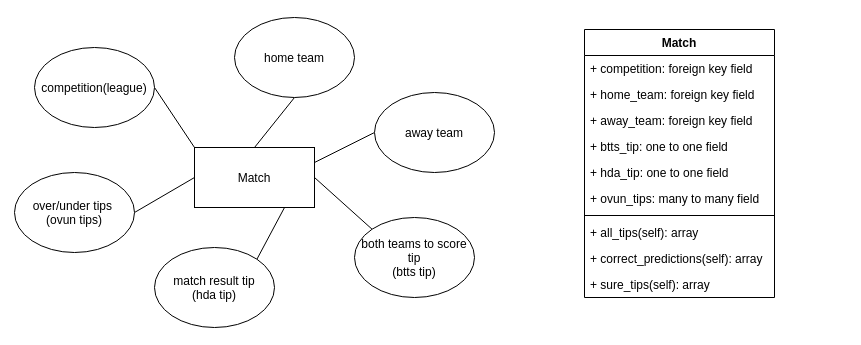 home team
competition(league)
away team
Match
over/under tips
(ovun tips)
both teams to score
tip
(btts tip)
match result tip
(hda tip)
Match
+ competition: foreign key field
+ home_team: foreign key field
+ away_team: foreign key field
+ btts_tip: one to one field
+ hda_tip: one to one field
+ ovun_tips: many to many field
+ all_tips(self): array
+ correct_predictions(self): array
+ sure_tips(self): array